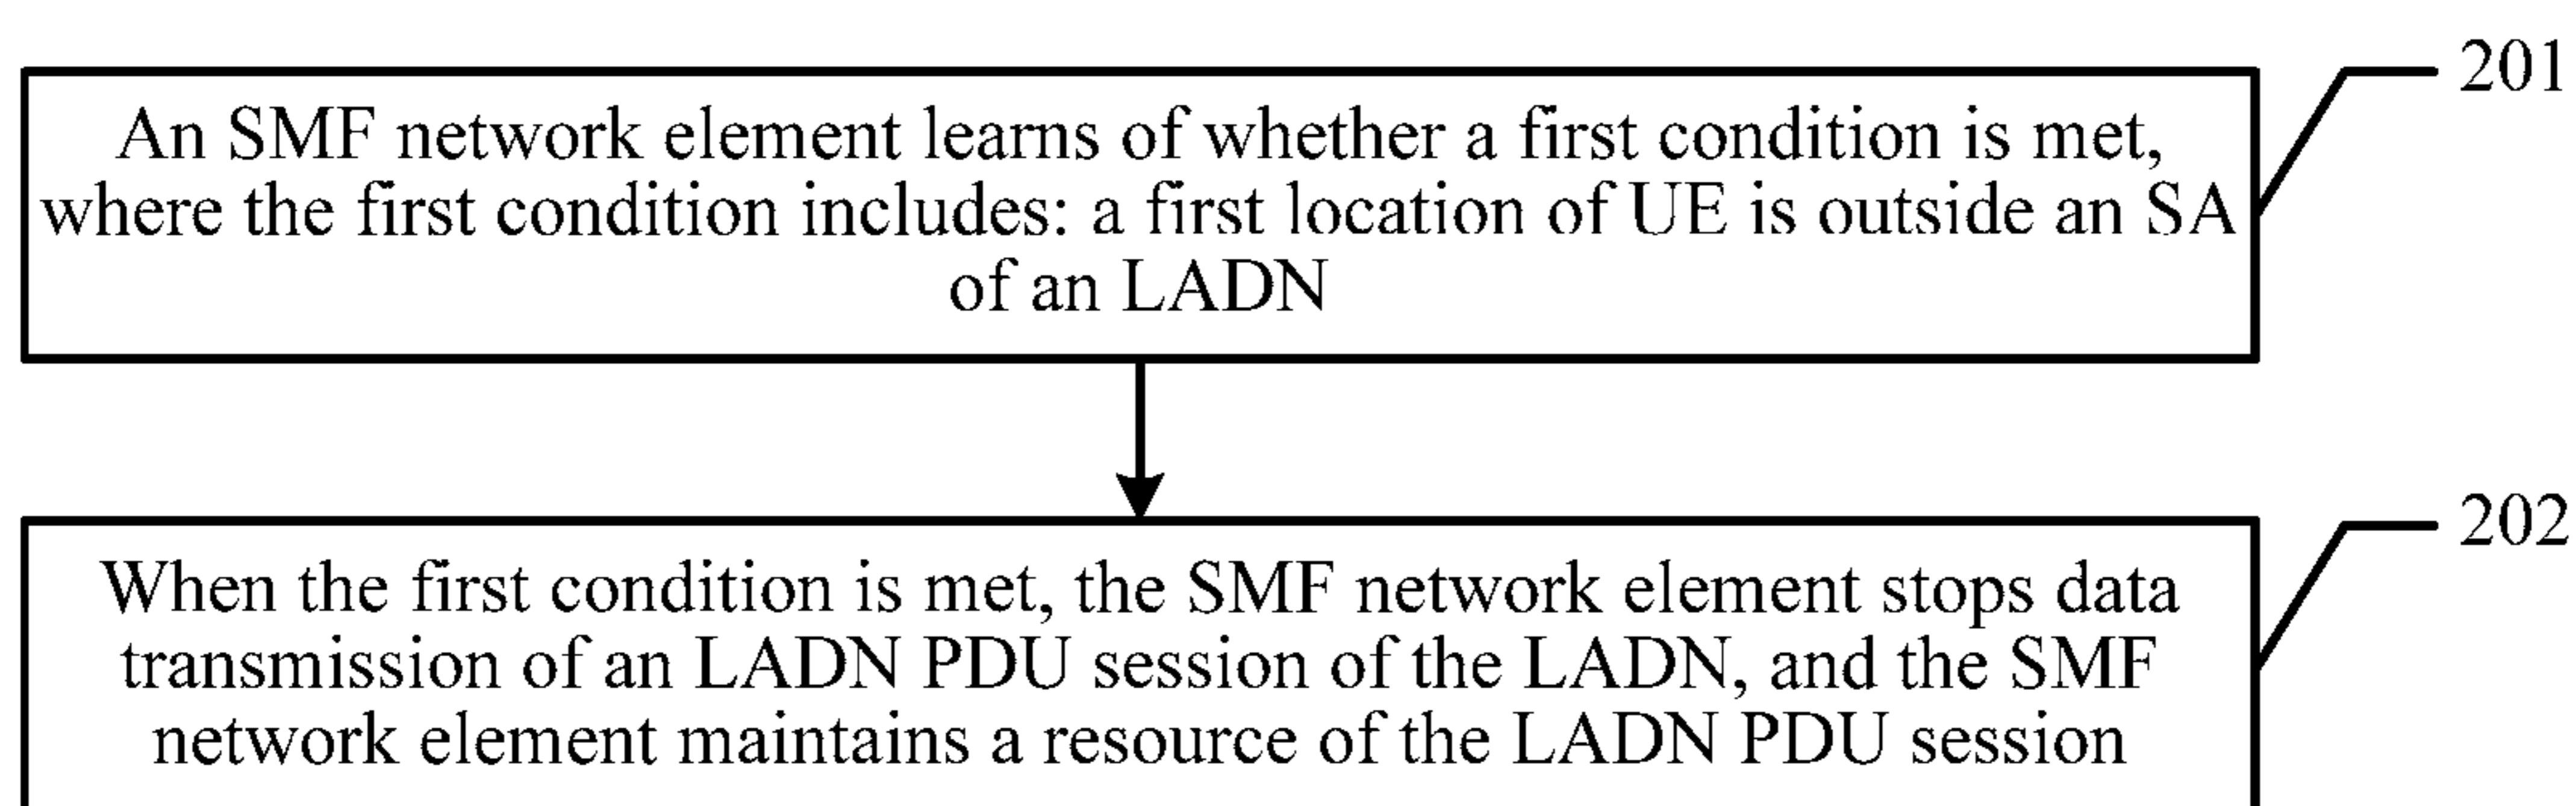 201
An SMF network element learns of whether a first condition is met,
where the first condition includes: a first location of UE is outside an SA
of an LADN
202
When the first condition is met, the SMF network element stops data
transmission of an LADN PDU session of the LADN, and the SMF
network element maintains a resource of the LADN PDU session